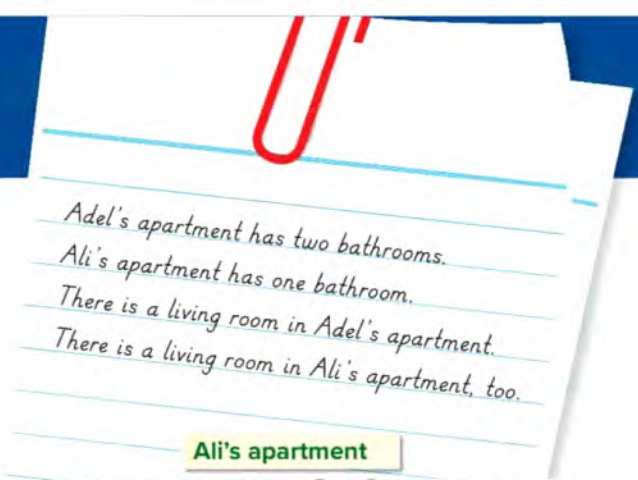 Adel's apartment has two bathrooms.
Ali's apartment has one bathroom.
There is a living room in Adel's apartment.
There is a living room in Ali's apartment, too.
Ali's apartment